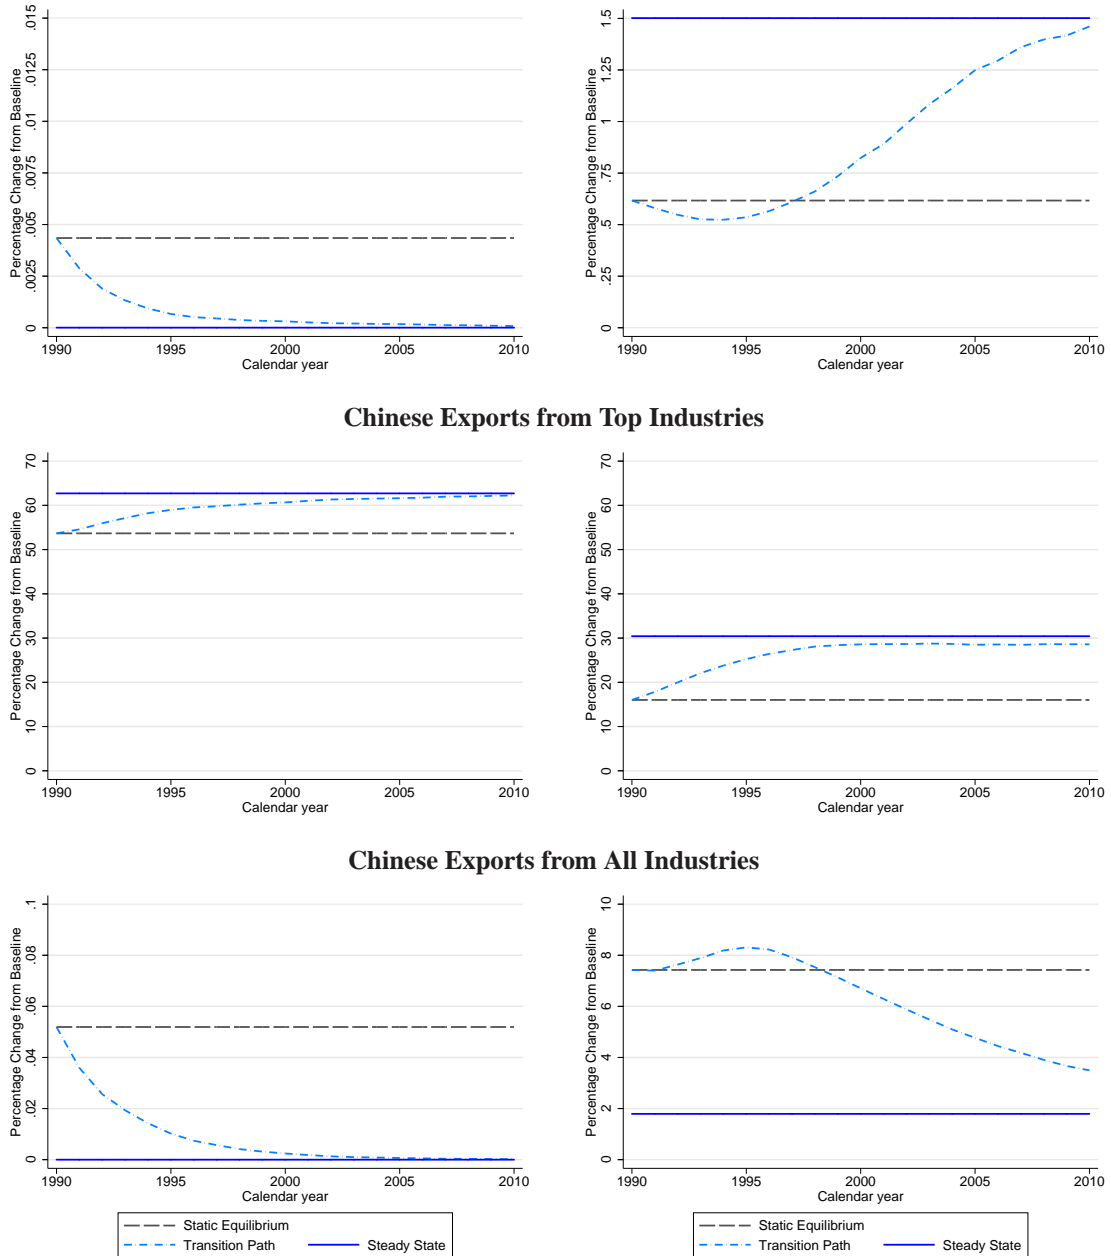 Percentage Change from Baseline
0 .0025 .005 .0075 .01 .0125 .015
1990 1995 2000 2005 2010
Calendar year
Percentage Change from Baseline
0 .25 .5 .75 1 1.25 1.5
1990 1995 2000 2005 2010
Calendar year
Chinese Exports from Top Industries
Percentage Change from Baseline
0 10 20 30 40 50 60 70
1990 1995 2000 2005 2010
Calendar year
Percentage Change from Baseline
0 10 20 30 40 50 60 70
1990 1995 2000 2005 2010
Calendar year
Chinese Exports from All Industries
Percentage Change from Baseline
0 .02 .04 .06 .08 .1
1990 1995 2000 2005 2010
Calendar year
Static Equilibrium
Transition Path Steady State
Percentage Change from Baseline
0 2 4 6 8 10
1990 1995 2000 2005 2010
Calendar year
Static Equilibrium
Transition Path Steady State